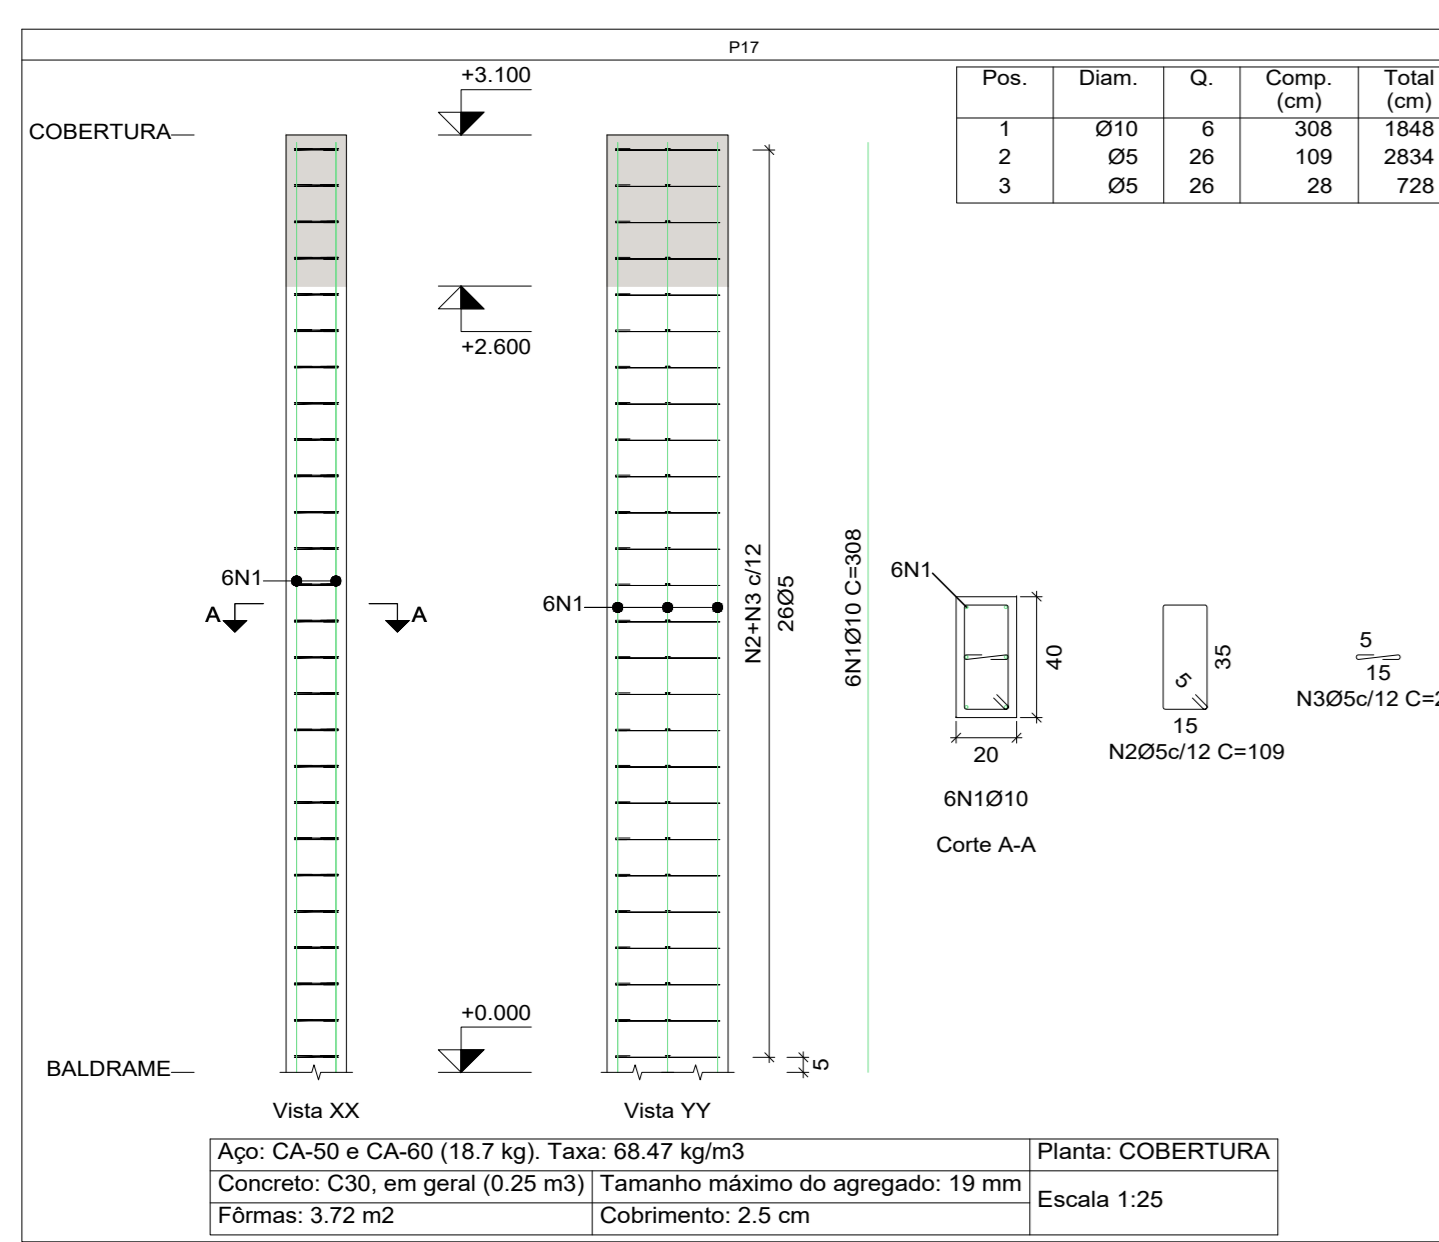 P17
Pos. Diam. Q. Comp. (cm) Total (cm)
1 Ø10 6 308 1848
2 Ø5 26 109 2834
3 Ø5 26 28 728
+3.100
COBERTURA
+2.600
6N1
A A
6N1
N2+N3 c/12
26Ø5
6N1Ø10 C=308
6N1
40
20
6N1Ø10
Corte A-A
35
5
15
N2Ø5c/12 C=109
5
15
N3Ø5c/12
+0.000
BALDRAME
5
Vista XX
Vista YY
Aço: CA-50 e CA-60 (18.7 kg). Taxa: 68.47 kg/m3
Planta: COBERTURA
Concreto: C30, em geral (0.25 m3)
Tamanho máximo do agregado: 19 mm
Escala 1:25
Fôrmas: 3.72 m2
Cobrimento: 2.5 cm